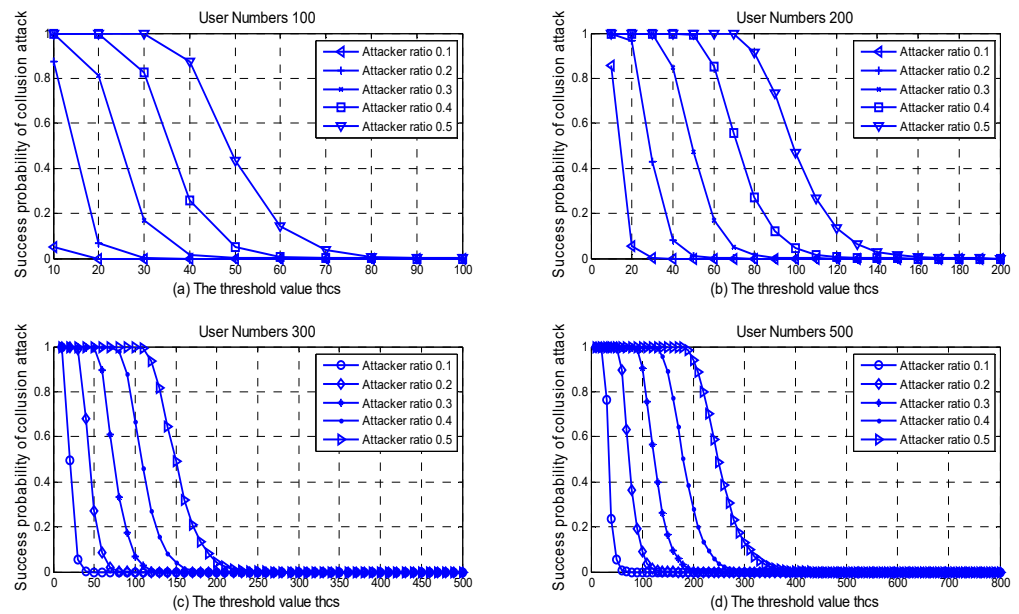 User Numbers 100
Success probability of collusion attack
1
0.8
0.6
0.4
0.2
0
Attacker ratio 0.1
Attacker ratio 0.2
Attacker ratio 0.3
Attacker ratio 0.4
Attacker ratio 0.5
10 20 30 40 50 60 70 80 90 100
(a) The threshold value thcs
User Numbers 200
Success probability of collusion attack
1
0.8
0.6
0.4
0.2
0
Attacker ratio 0.1
Attacker ratio 0.2
Attacker ratio 0.3
Attacker ratio 0.4
Attacker ratio 0.5
0 20 40 60 80 100 120 140 160 180 200
(b) The threshold value thcs
User Numbers 300
Success probability of collusion attack
1
0.8
0.6
0.4
0.2
0
Attacker ratio 0.1
Attacker ratio 0.2
Attacker ratio 0.3
Attacker ratio 0.4
Attacker ratio 0.5
0 50 100 150 200 250 300 350 400 450 500
(c) The threshold value thcs
User Numbers 500
Success probability of collusion attack
1
0.8
0.6
0.4
0.2
0
Attacker ratio 0.1
Attacker ratio 0.2
Attacker ratio 0.3
Attacker ratio 0.4
Attacker ratio 0.5
0 100 200 300 400 500 600 700 800
(d) The threshold value thcs